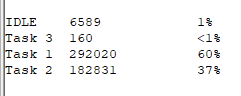 IDLE 6589 1%
Task 3 160 <1%
Task 1 292020 60%
Task 2 182831 37%